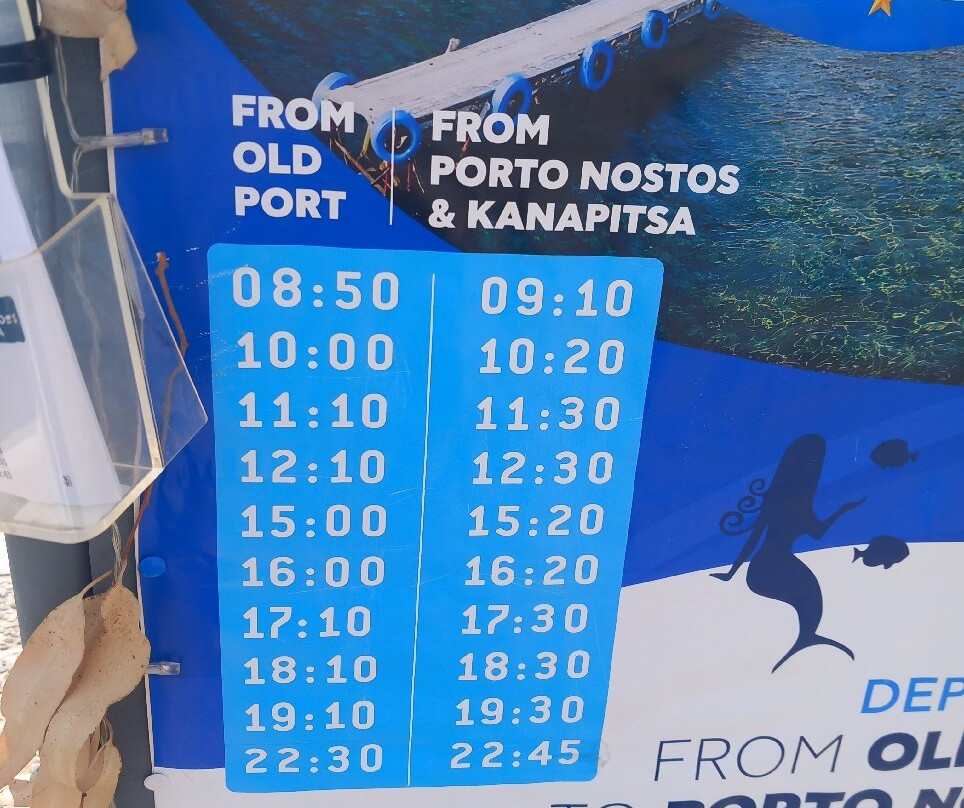 FROM
OLD
PORT
FROM
PORTO NOSTOS
& KANAPITSA
08:50 09:10
10:00 10:20
11:10 11:30
12:10 12:30
15:00 15:20
16:00 16:20
17:10 17:30
18:10 18:30
19:10 19:30
22:30 22:45
DEP
FROM OL
TO PORTO N